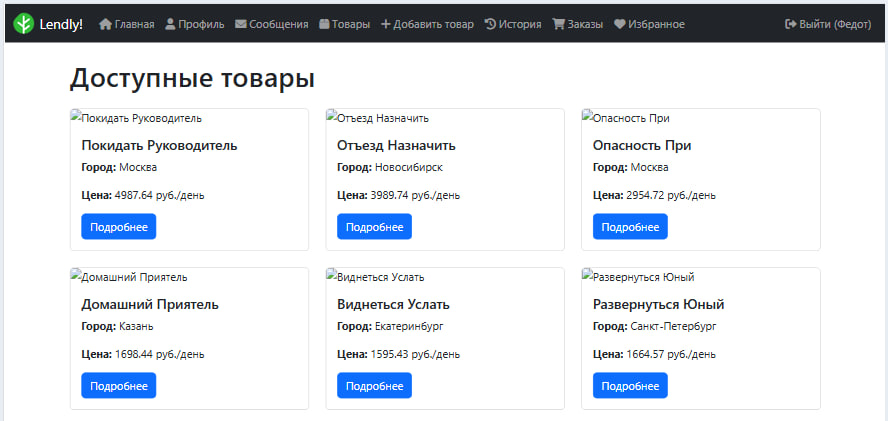 Lendly! Главная Профиль Сообщения Товары Добавить товар История Заказы Избранное Выйти (Федот)
Доступные товары
Покидать Руководитель Отъезд Назначить Опасность При
Покидать Руководитель Отъезд Назначить Опасность При
Город: Москва Город: Новосибирск Город: Москва
Цена: 4987.64 руб./день Цена: 3989.74 руб./день Цена: 2954.72 руб./день
Подробнее Подробнее Подробнее
Домашний Приятель Виднеться Услать Развернуться Юный
Домашний Приятель Виднеться Услать Развернуться Юный
Город: Казань Город: Екатеринбург Город: Санкт-Петербург
Цена: 1698.44 руб./день Цена: 1595.43 руб./день Цена: 1664.57 руб./день
Подробнее Подробнее Подробнее